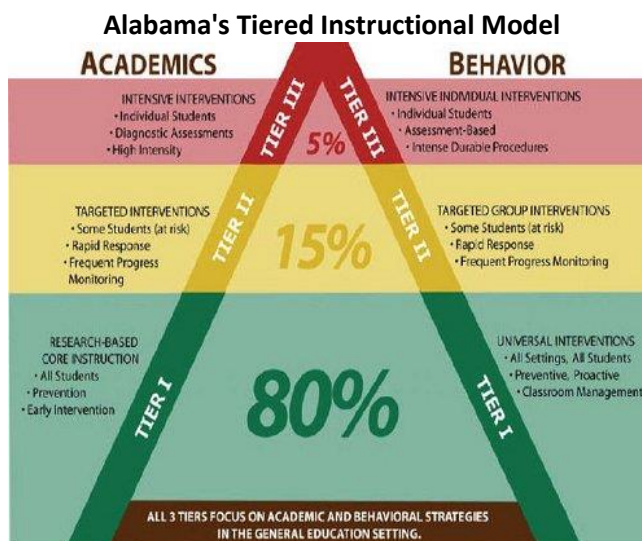 Alabama's Tiered Instructional Model
ACADEMICS
BEHAVIOR
INTENSIVE INTERVENTIONS
• Individual Students
• Diagnostic Assessments
• High Intensity
TIER III
5%
TIER III
INTENSIVE INDIVIDUAL INTERVENTIONS
• Individual Students
• Assessment-Based
• Intense Durable Procedures
TARGETED INTERVENTIONS
• Some Students (at risk)
• Rapid Response
• Frequent Progress
Monitoring
TIER II
15%
TIER II
TARGETED GROUP INTERVENTIONS
• Some Students (at risk)
• Rapid Response
• Frequent Progress Monitoring
RESEARCH-BASED
CORE INSTRUCTION
• All Students
• Prevention
• Early Intervention
TIER I
80%
TIER I
UNIVERSAL INTERVENTIONS
• All Settings, All Students
• Preventive, Proactive
• Classroom Management
ALL 3 TIERS FOCUS ON ACADEMIC AND BEHAVIORAL STRATEGIES
IN THE GENERAL EDUCATION SETTING.